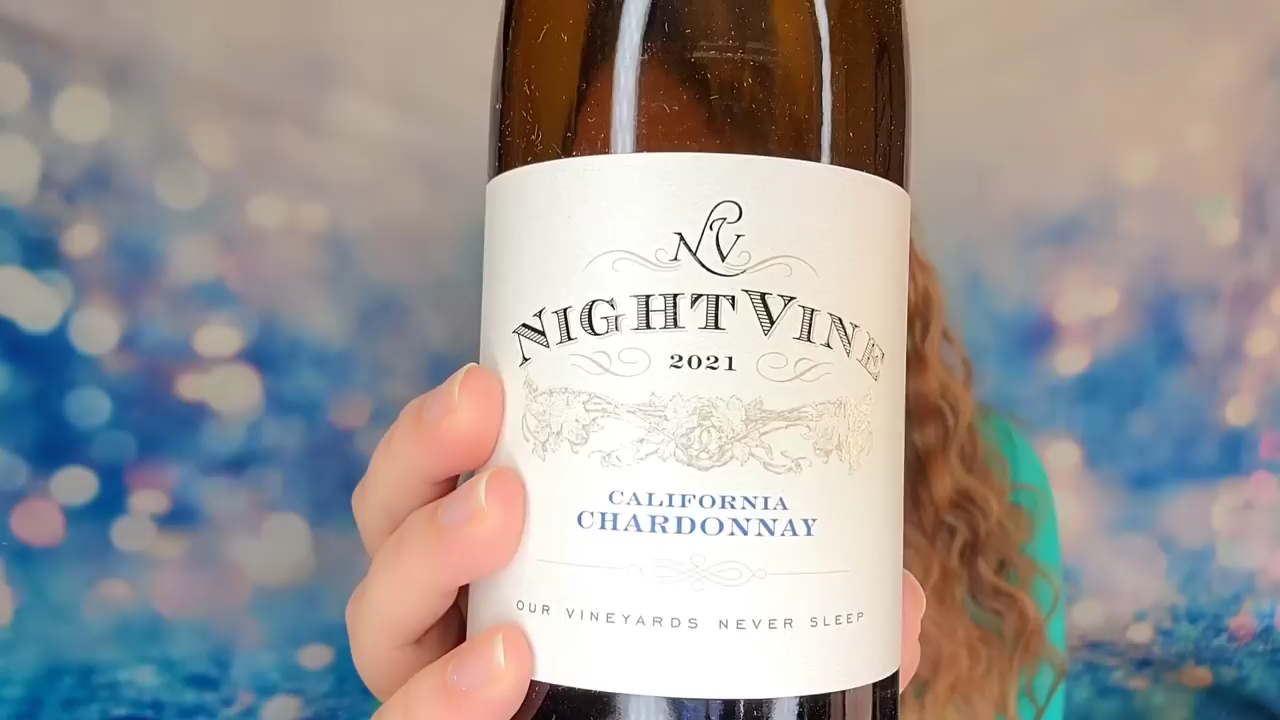 NV
NIGHTVINE
2021
CALIFORNIA
CHARDONNAY
OUR VINEYARDS NEVER SLEEP